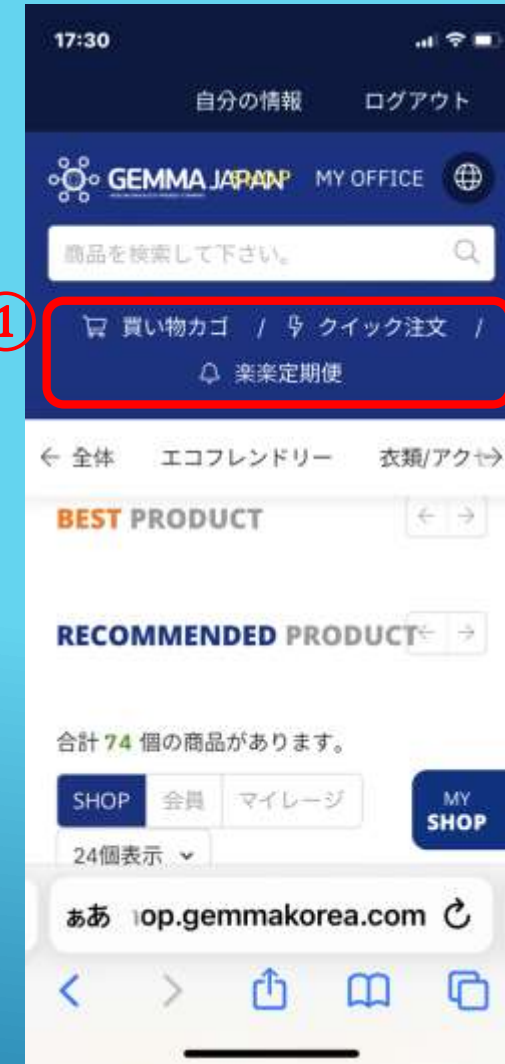 17:30
自分の情報 ログアウト
GEMMA JAPAN MY OFFICE
商品を検索して下さい。
①
買い物カゴ / クイック注文 /
楽楽定期便
← 全体 エコフレンドリー 衣類/アクセ→
BEST PRODUCT ← →
RECOMMENDED PRODUCT ← →
合計 74 個の商品があります。
SHOP 会員 マイレージ
MY
SHOP
24個表示
ぁあ op.gemmakorea.com